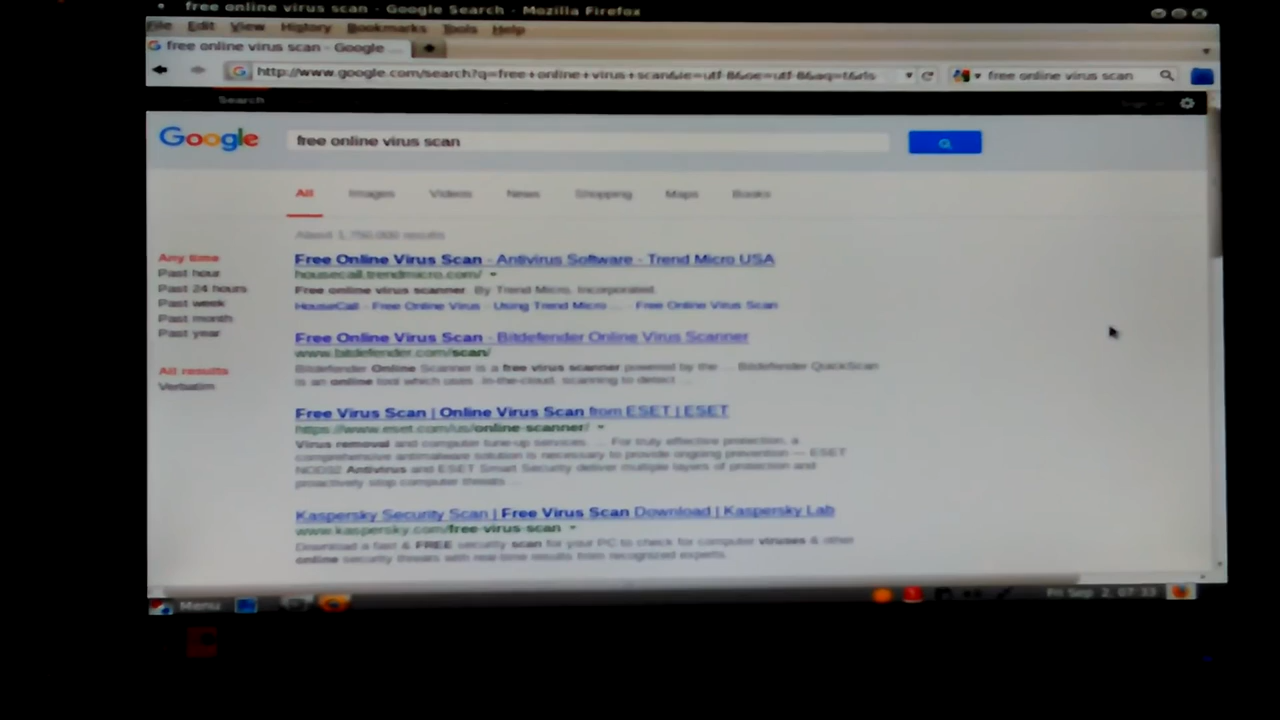 free online virus scan - Google Search - Mozilla Firefox
File Edit View History Bookmarks Tools Help
free online virus scan - Google ...
http://www.google.com/search?q=free+online+virus+scan&ie=utf-8&oe=utf-8&aq=t&rls
free online virus scan
Search
Google
free online virus scan
All Images Videos News Shopping Maps Books
About 1,750,000 results
Any time
Past hour
Past 24 hours
Past week
Past month
Past year
All results
Verbatim
Free Online Virus Scan - Antivirus Software - Trend Micro USA
housecall.trendmicro.com/
Free online virus scanner. By Trend Micro, Incorporated.
HouseCall - Free Online Virus - Using Trend Micro ... - Free Online Virus Scan
Free Online Virus Scan - Bitdefender Online Virus Scanner
www.bitdefender.com/scan/
Bitdefender Online Scanner is a free virus scanner powered by the ... Bitdefender QuickScan
is an online tool which uses in-the-cloud, scanning to detect ...
Free Virus Scan | Online Virus Scan from ESET | ESET
https://www.eset.com/us/online-scanner/
Virus removal and computer tune-up services. ... For truly effective protection, a
comprehensive antimalware solution is necessary to provide ongoing prevention — ESET
NOD32 Antivirus and ESET Smart Security deliver multiple layers of protection and
proactively stop computer threats ...
Kaspersky Security Scan | Free Virus Scan Download | Kaspersky Lab
www.kaspersky.com/free-virus-scan
Download a fast & FREE security scan for your PC to check for computer viruses & other
online security threats with real-time results from recognized experts.
Menu
Fri Sep 2, 07:33